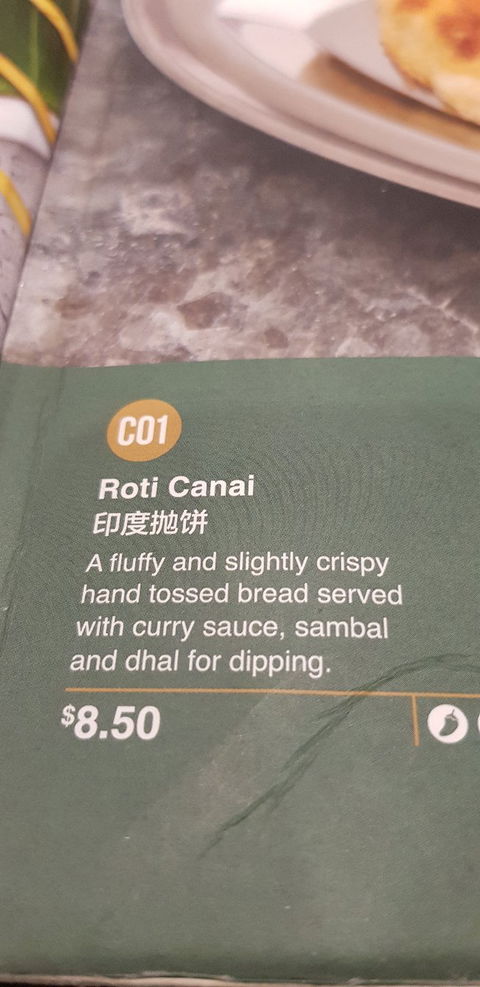 C01
Roti Canai
印度抛饼
A fluffy and slightly crispy
hand tossed bread served
with curry sauce, sambal
and dhal for dipping.
$8.50